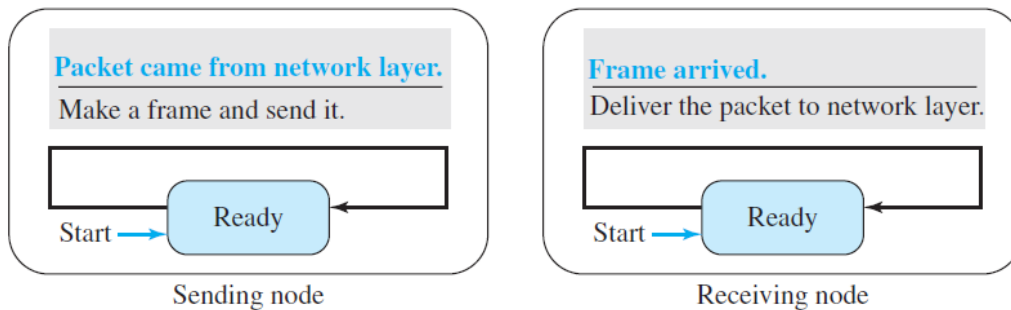 Packet came from network layer.
Make a frame and send it.
Ready
Start
Sending node
Frame arrived.
Deliver the packet to network layer.
Ready
Start
Receiving node